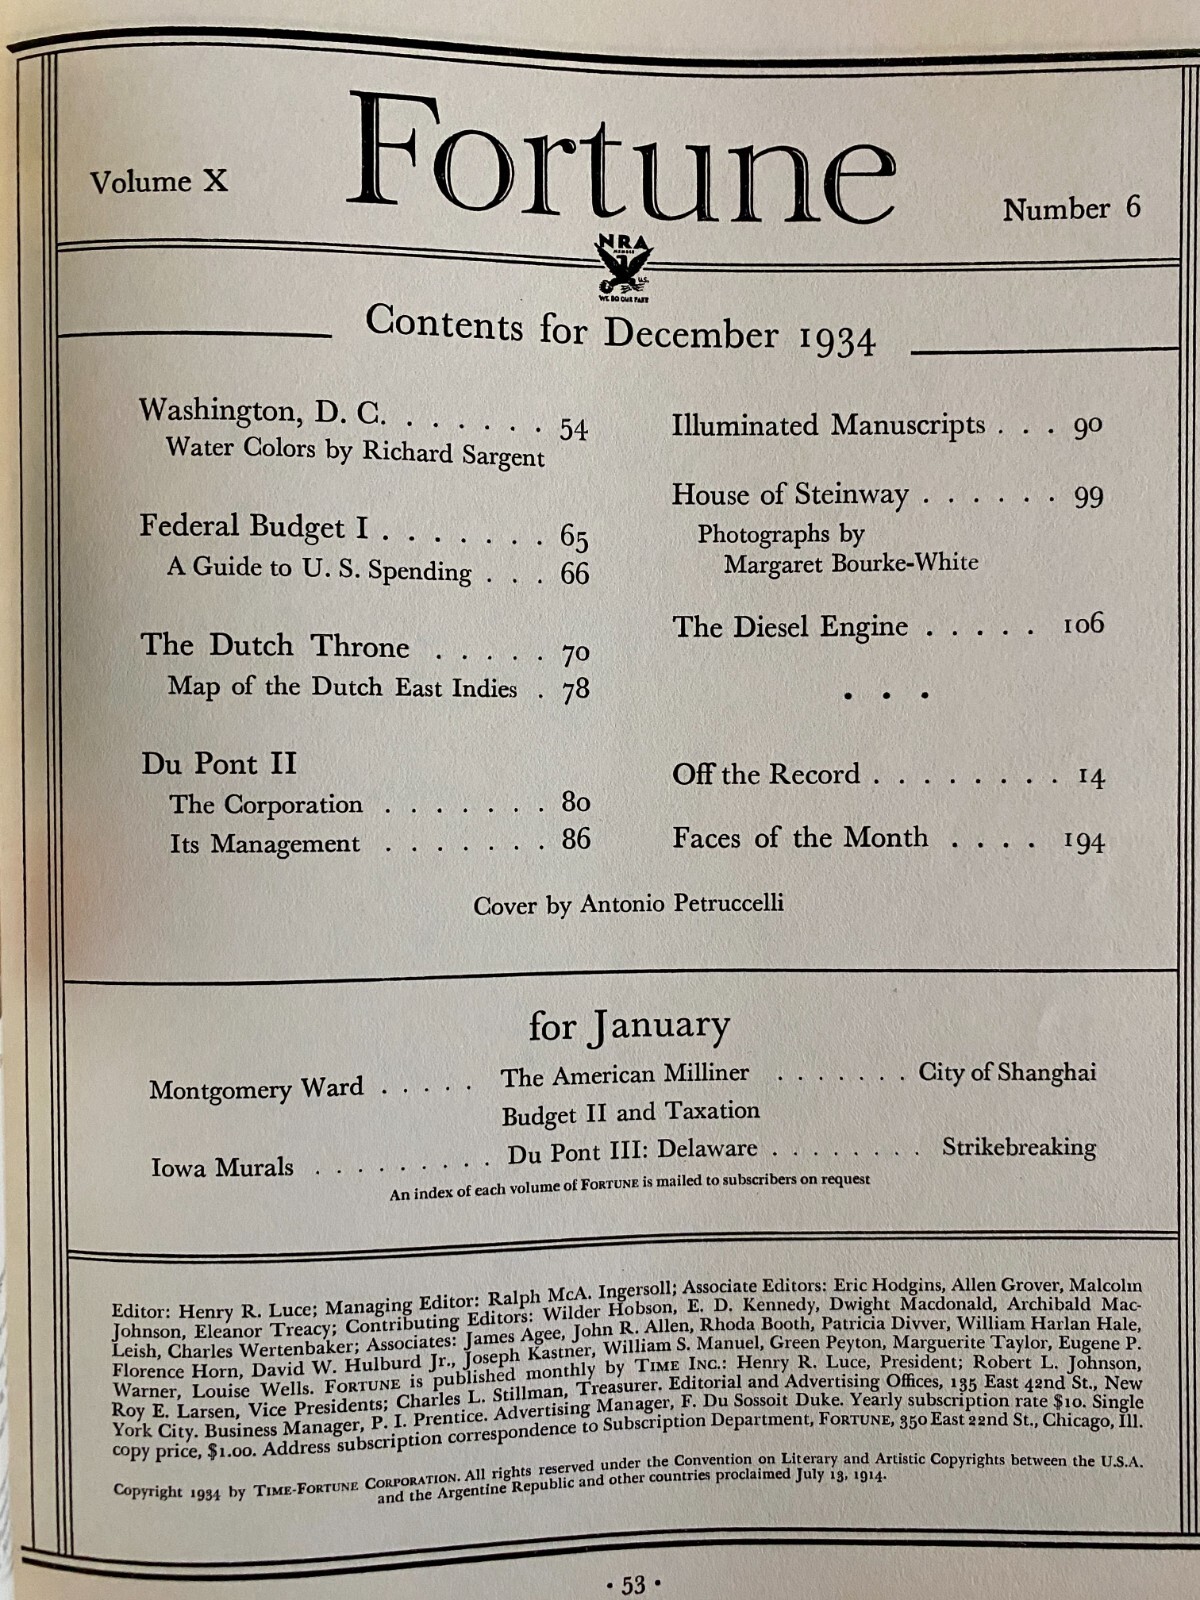 Volume X
Fortune
Number 6
NRA
MEMBER
U.S.
WE DO OUR PART
Contents for December 1934
Washington, D. C. . . . . . . . 54
Water Colors by Richard Sargent
Federal Budget I . . . . . . . 65
A Guide to U. S. Spending . . . 66
The Dutch Throne . . . . . 70
Map of the Dutch East Indies . 78
Du Pont II
The Corporation . . . . . . . 80
Its Management . . . . . . . 86
Illuminated Manuscripts . . . 90
House of Steinway . . . . . . 99
Photographs by
Margaret Bourke-White
The Diesel Engine . . . . . 106
. . .
Off the Record . . . . . . . . 14
Faces of the Month . . . . 194
Cover by Antonio Petruccelli
for January
Montgomery Ward . . . . . The American Milliner . . . . . . . City of Shanghai
Budget II and Taxation
Iowa Murals . . . . . . . . . Du Pont III: Delaware . . . . . . . . Strikebreaking
An index of each volume of FORTUNE is mailed to subscribers on request
Editor: Henry R. Luce; Managing Editor: Ralph McA. Ingersoll; Associate Editors: Eric Hodgins, Allen Grover, Malcolm
Johnson, Eleanor Treacy; Contributing Editors: Wilder Hobson, E. D. Kennedy, Dwight Macdonald, Archibald Mac-
Leish, Charles Wertenbaker; Associates: James Agee, John R. Allen, Rhoda Booth, Patricia Divver, William Harlan Hale,
Florence Horn, David W. Hulburd Jr., Joseph Kastner, William S. Manuel, Green Peyton, Marguerite Taylor, Eugene P.
Warner, Louise Wells. FORTUNE is published monthly by TIME INC.: Henry R. Luce, President; Robert L. Johnson,
Roy E. Larsen, Vice Presidents; Charles L. Stillman, Treasurer. Editorial and Advertising Offices, 135 East 42nd St., New
York City. Business Manager, P. I. Prentice. Advertising Manager, F. Du Sossoit Duke. Yearly subscription rate $10. Single
copy price, $1.00. Address subscription correspondence to Subscription Department, FORTUNE, 350 East 22nd St., Chicago, Ill.
Copyright 1934 by TIME-FORTUNE CORPORATION. All rights reserved under the Convention on Literary and Artistic Copyrights between the U.S.A.
and the Argentine Republic and other countries proclaimed July 13, 1914.
· 53 ·